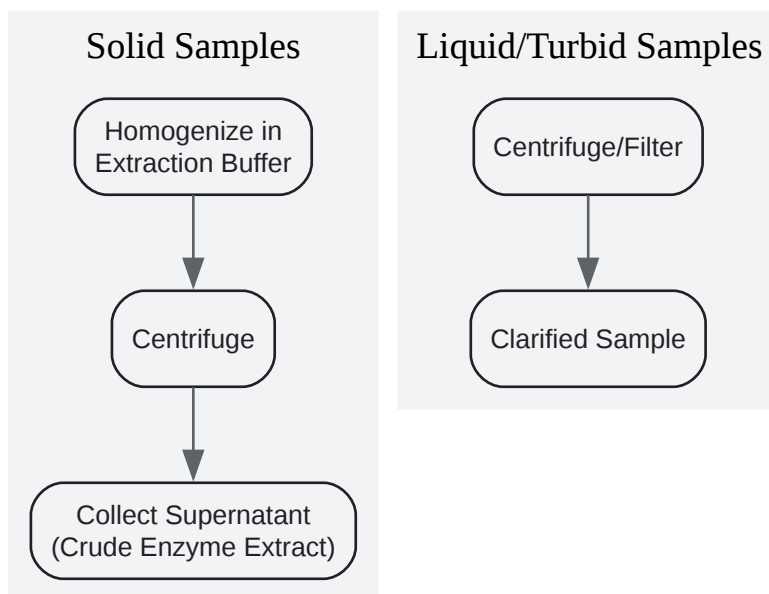 Solid Samples
Homogenize in
Extraction Buffer
Centrifuge
Collect Supernatant
(Crude Enzyme Extract)
Liquid/Turbid Samples
Centrifuge/Filter
Clarified Sample